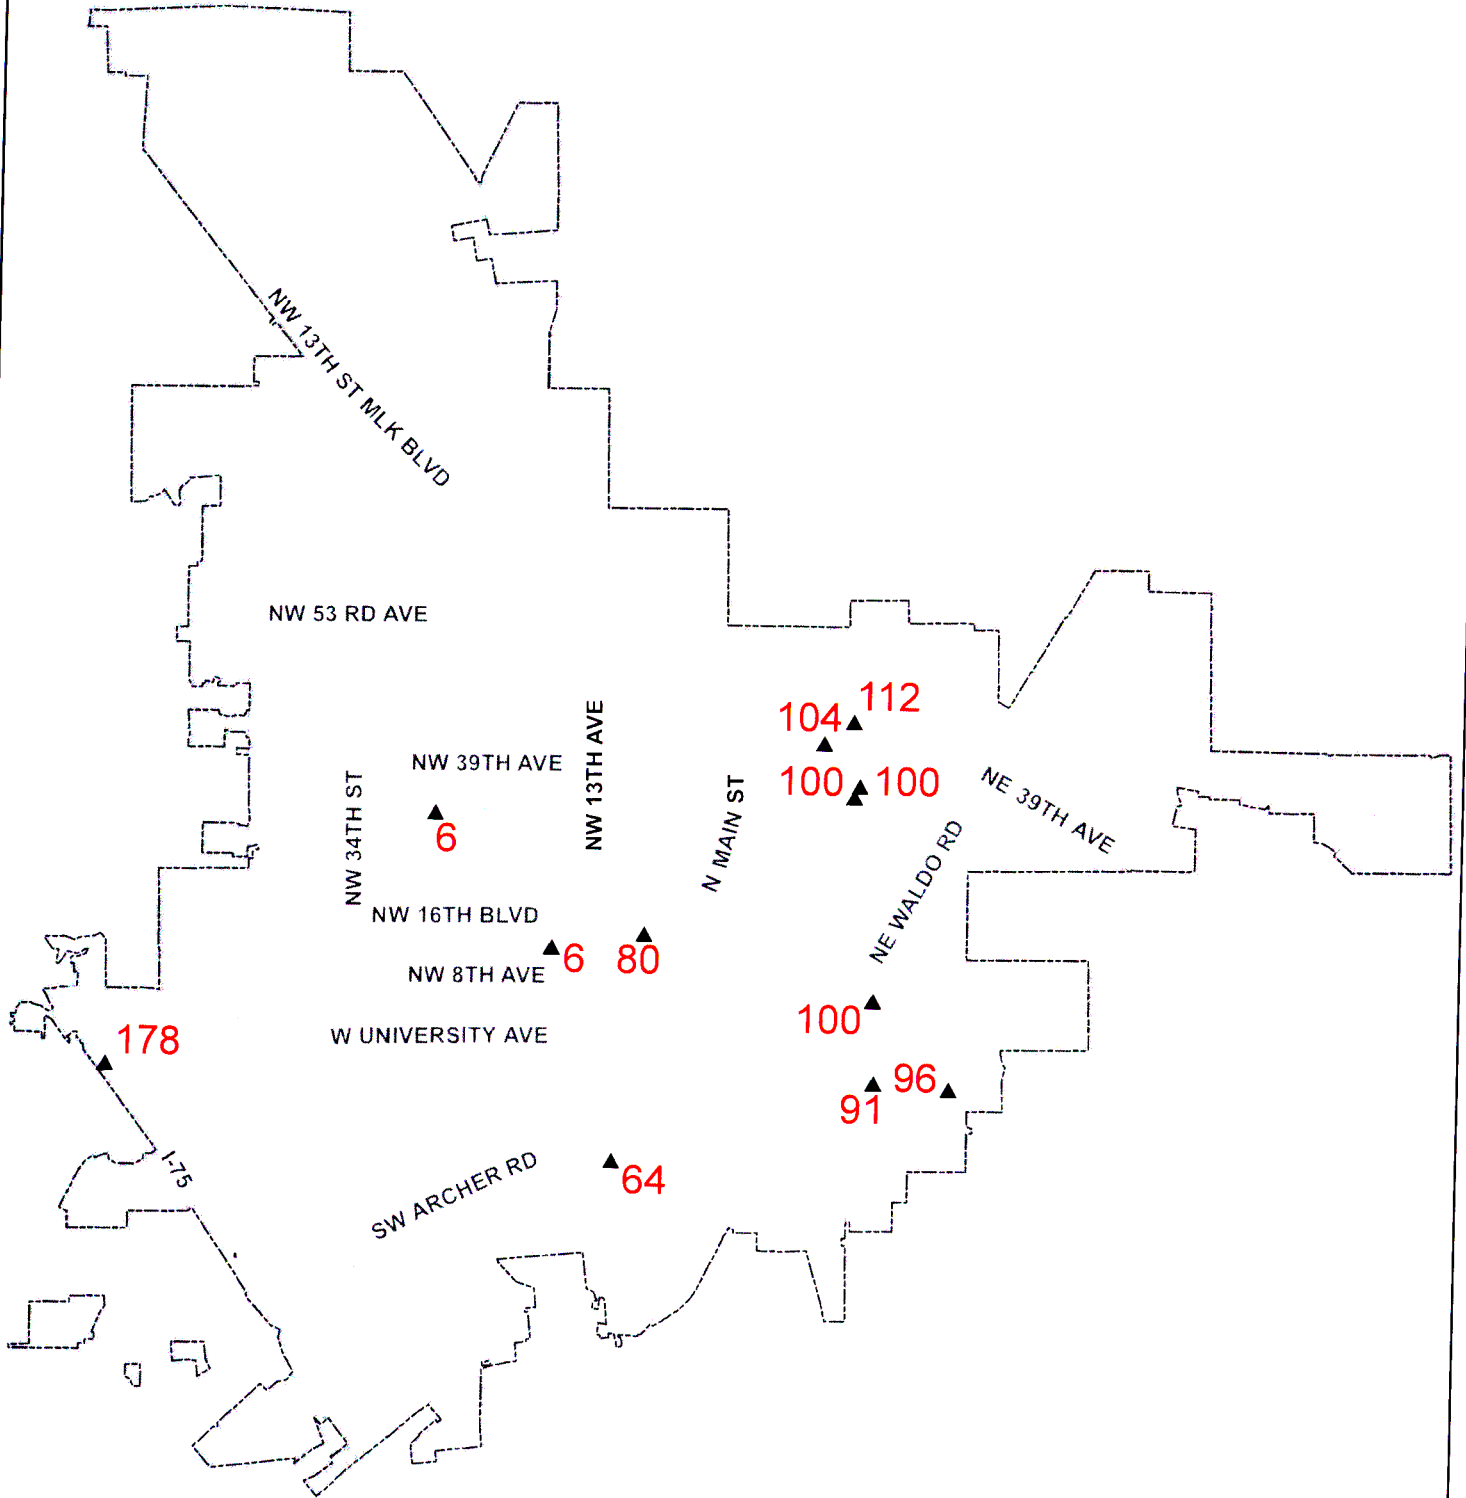 NW 13TH ST MLK BLVD
NW 53 RD AVE
112
104
NW 39TH AVE
NW 13TH AVE
100
100
NE 39TH AVE
NW 34TH ST
N MAIN ST
6
NE WALDO RD
NW 16TH BLVD
6
80
NW 8TH AVE
100
W UNIVERSITY AVE
178
96
91
I-75
SW ARCHER RD
64